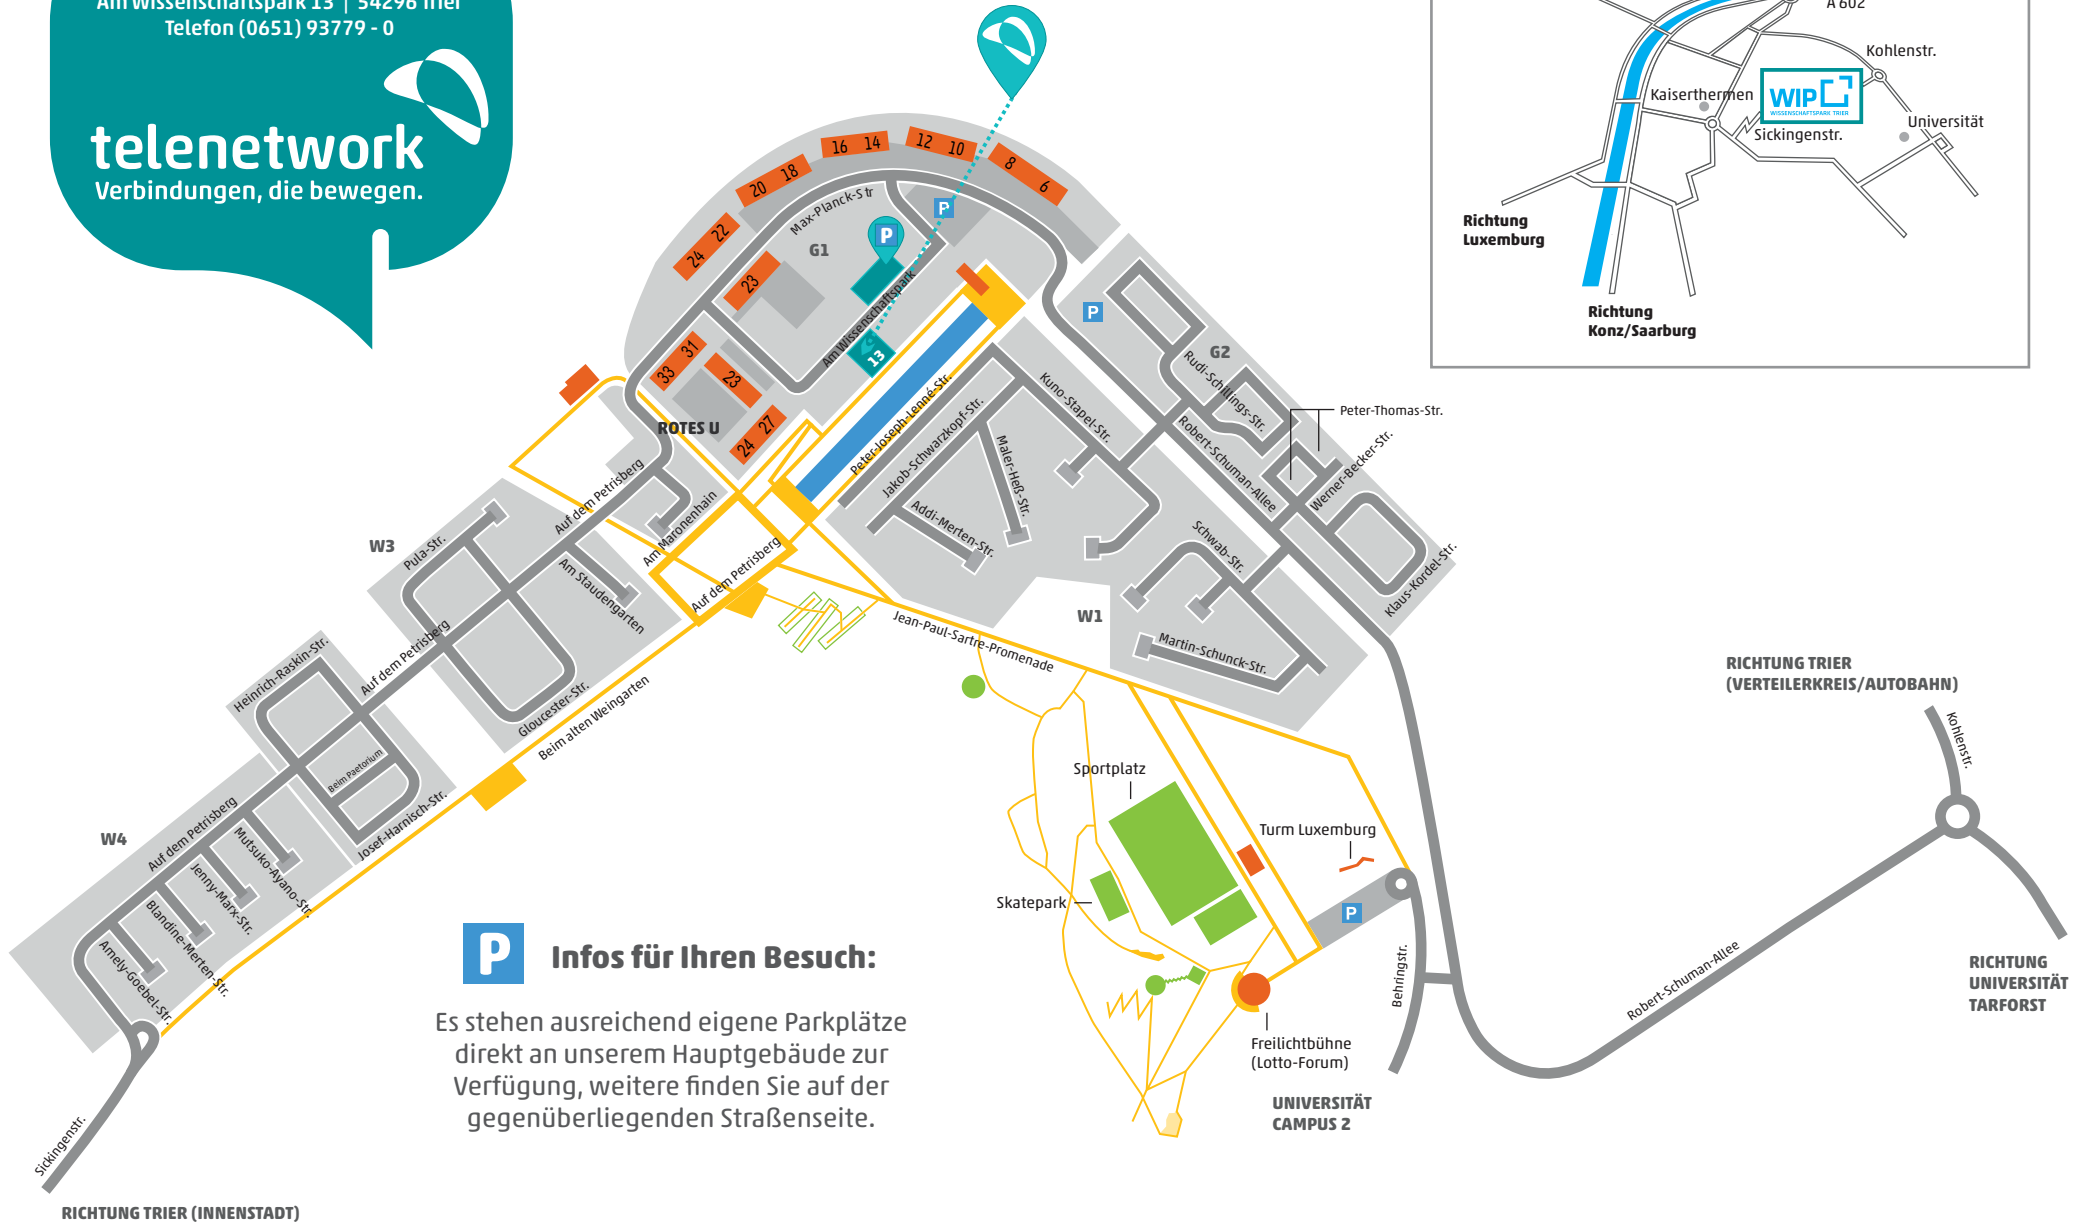 Am Wissenschaftspark 13 | 54296 Trier
Telefon (0651) 93779 - 0
telenetwork
Verbindungen, die bewegen.
A 602
Kohlenstr.
Kaiserthermen
WIP
WISSENSCHAFTSPARK TRIER
Sickingenstr.
Universität
Richtung
Luxemburg
Richtung
Konz/Saarburg
24 22
20 18
16 14
12 10
8 6
P
Max-Planck-Str
G1
P
23
Am Wissenschaftspark
13
33 31
23
24 27
ROTES U
P
G2
Rudi-Schillings-Str.
Peter-Thomas-Str.
Werner-Becker-Str.
Klaus-Kordel-Str.
Robert-Schuman-Allee
Peter-Joseph-Lenné-Str.
Jakob-Schwarzkopf-Str.
Kuno-Stapel-Str.
Maler-Heß-Str.
Addi-Merten-Str.
Schwab-Str.
Martin-Schunck-Str.
W1
Auf dem Petrisberg
Am Maronenhain
Auf dem Petrisberg
Am Staudengarten
W3
Pula-Str.
Gloucester-Str.
Auf dem Petrisberg
Beim alten Weingarten
Heinrich-Raskin-Str.
Beim Paetorium
Josef-Harnisch-Str.
W4
Auf dem Petrisberg
Mutsuko-Ayano-Str.
Jenny-Marx-Str.
Blandine-Merten-Str.
Amely-Goebel-Str.
Sickingenstr.
RICHTUNG TRIER (INNENSTADT)
Jean-Paul-Sartre-Promenade
Sportplatz
Turm Luxemburg
Skatepark
P
Freilichtbühne
(Lotto-Forum)
Behringstr.
UNIVERSITÄT
CAMPUS 2
Robert-Schuman-Allee
RICHTUNG TRIER
(VERTEILERKREIS/AUTOBAHN)
Kohlenstr.
RICHTUNG
UNIVERSITÄT
TARFORST
P Infos für Ihren Besuch:
Es stehen ausreichend eigene Parkplätze
direkt an unserem Hauptgebäude zur
Verfügung, weitere finden Sie auf der
gegenüberliegenden Straßenseite.